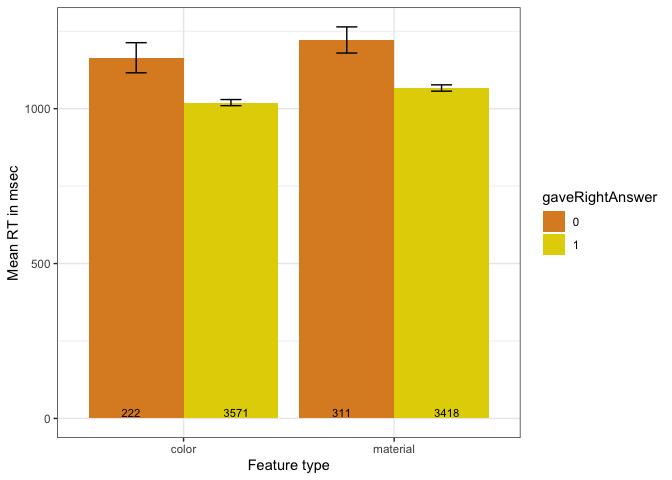 1000
500
0
Mean RT in msec
222
3571
311
3418
color
material
Feature type
gaveRightAnswer
0
1